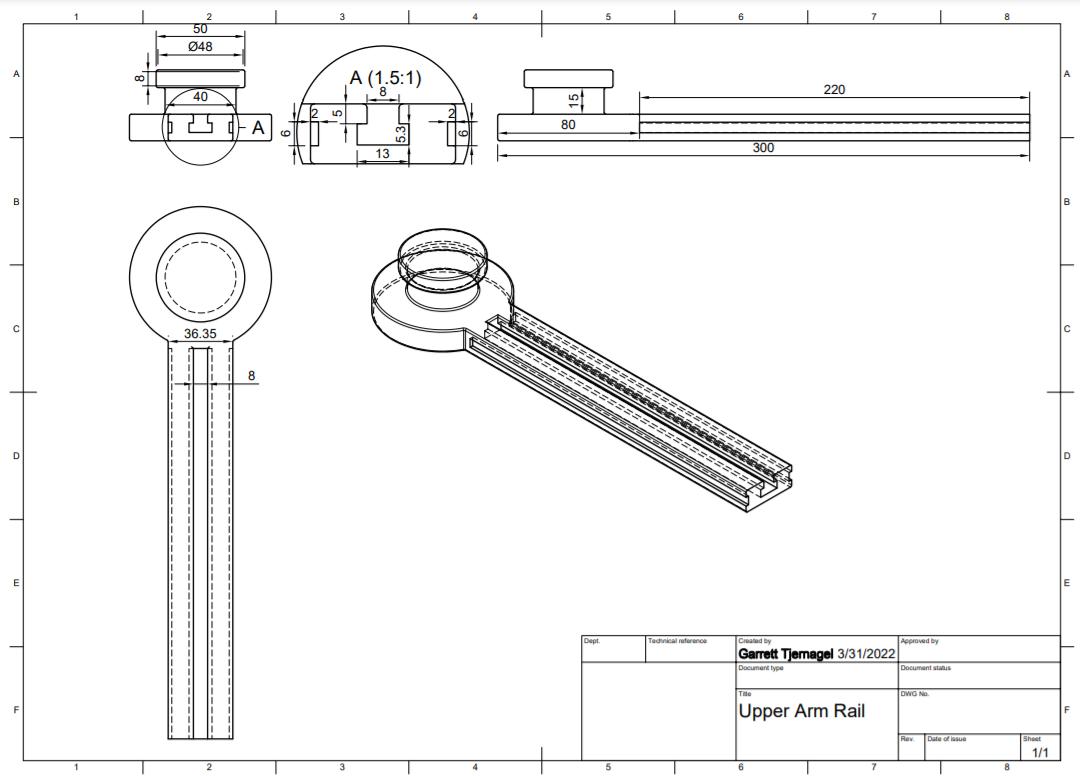 1 2 3 4 5 6 7 8
A A
B B
C C
D D
E E
F F
50
Ø48
8
40
A
A (1.5:1)
8
2
5
2
6
5.3
6
13
15
220
80
300
36.35
8
Dept.
Technical reference
Created by
Garrett Tjernagel 3/31/2022
Approved by
Document type
Document status
Title
Upper Arm Rail
DWG No.
Rev.
Date of issue
Sheet
1/1
1 2 3 4 5 6 7 8